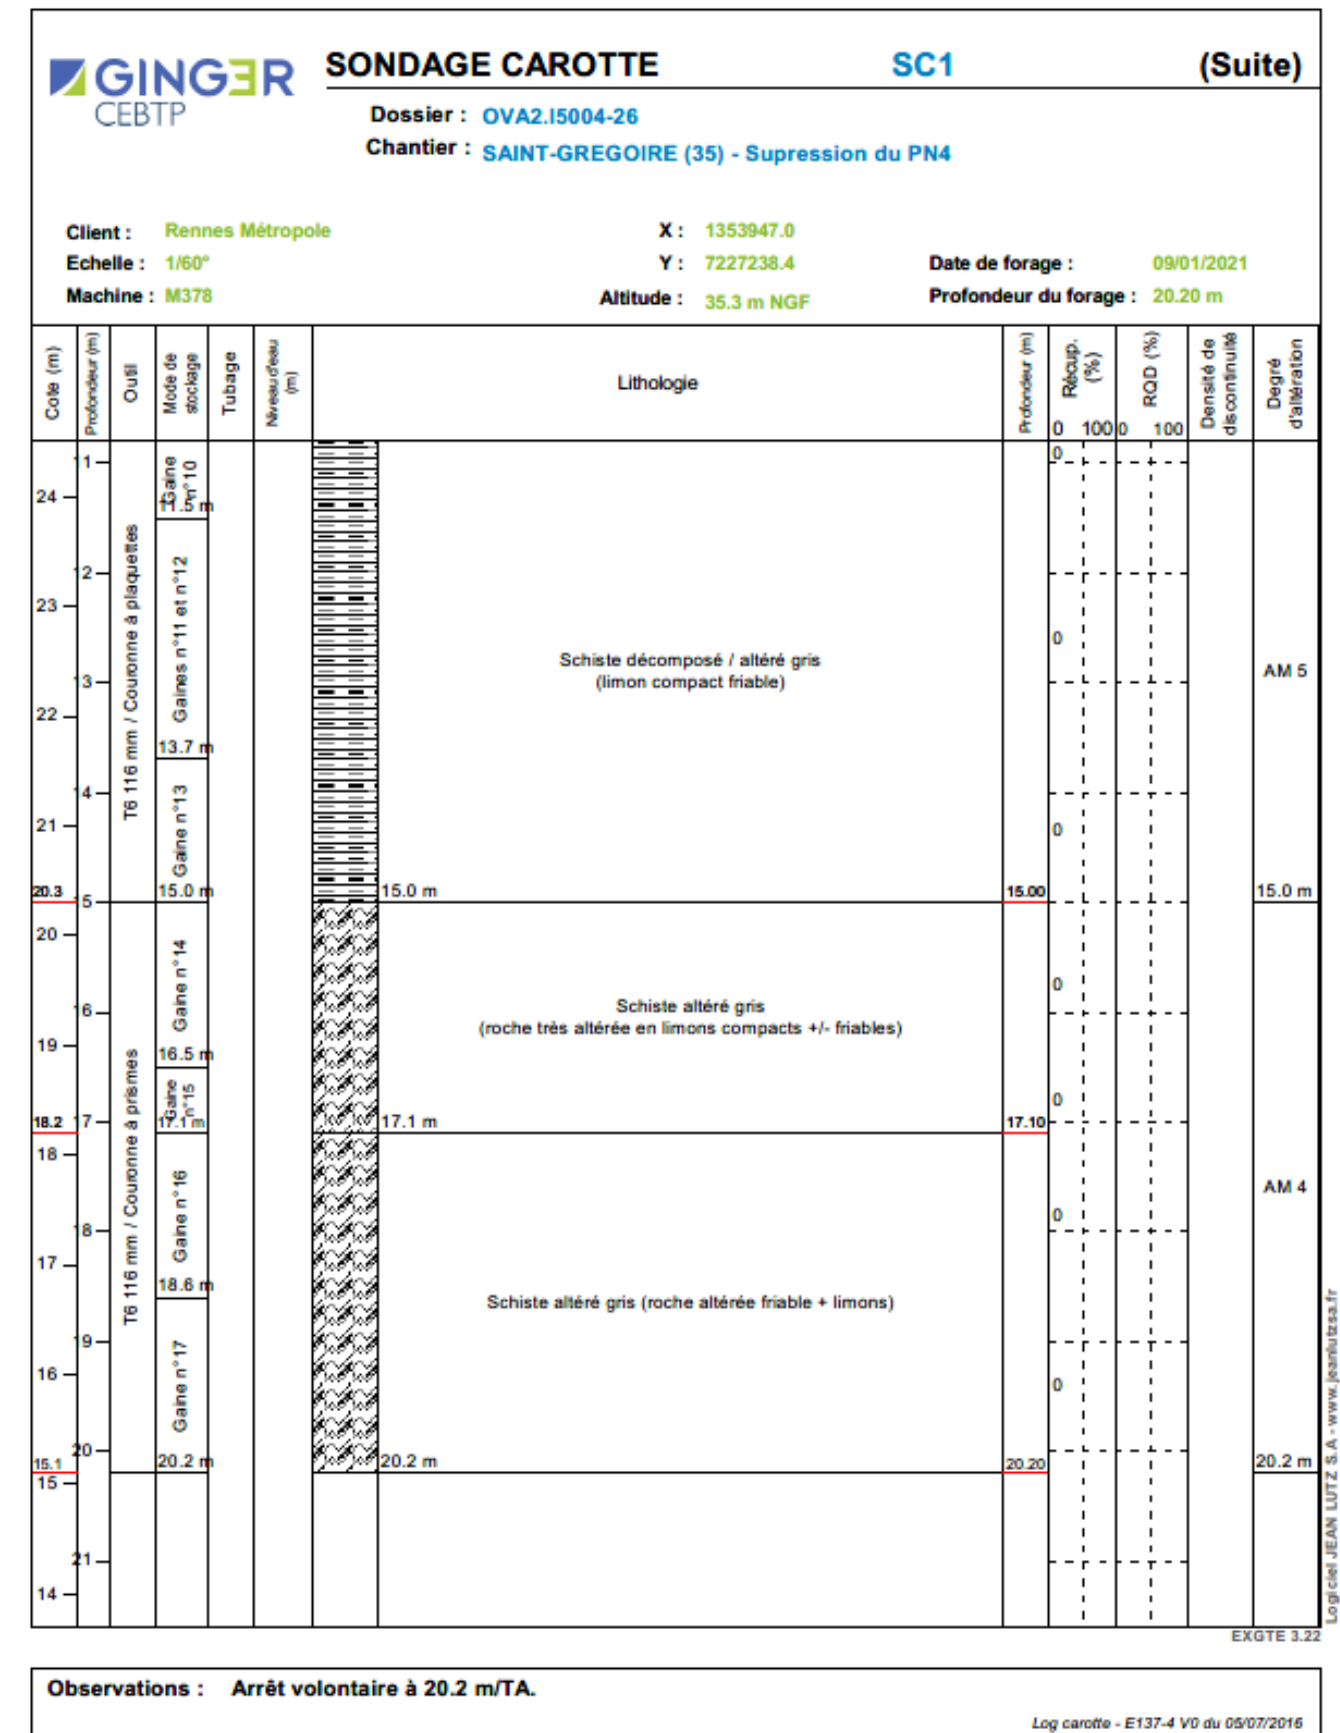 GINGER
CEBTP
SONDAGE CAROTTE SC1 (Suite)
Dossier : OVA2.I5004-26
Chantier : SAINT-GREGOIRE (35) - Supression du PN4
Client : Rennes Métropole X : 1353947.0
Echelle : 1/60° Y : 7227238.4 Date de forage : 09/01/2021
Machine : M378 Altitude : 35.3 m NGF Profondeur du forage : 20.20 m
Cote (m)
Profondeur (m)
Outil
Mode de stockage
Tubage
Niveau d'eau (m)
Lithologie
Profondeur (m)
Récup. (%)
0 100
RQD (%)
0 100
Densité de discontinuité
Degré d'altération
24
23
22
21
20.3
20
19
18.2
18
17
16
15.1
15
14
11
12
13
14
15
16
17
18
19
20
21
T6 116 mm / Couronne à plaquettes
T6 116 mm / Couronne à prismes
Gaine n°10
11.5 m
Gaines n°11 et n°12
13.7 m
Gaine n°13
15.0 m
Gaine n°14
16.5 m
Gaine n°15
17.1 m
Gaine n°16
18.6 m
Gaine n°17
20.2 m
Schiste décomposé / altéré gris
(limon compact friable)
15.0 m
Schiste altéré gris
(roche très altérée en limons compacts +/- friables)
17.1 m
Schiste altéré gris (roche altérée friable + limons)
20.2 m
15.00
17.10
20.20
0
0
0
0
0
0
0
AM 5
15.0 m
AM 4
20.2 m
Logiciel JEAN LUTZ S.A - www.jeanlutzsa.fr
EXGTE 3.22
Observations : Arrêt volontaire à 20.2 m/TA.
Log carotte - E137-4 V0 du 05/07/2016